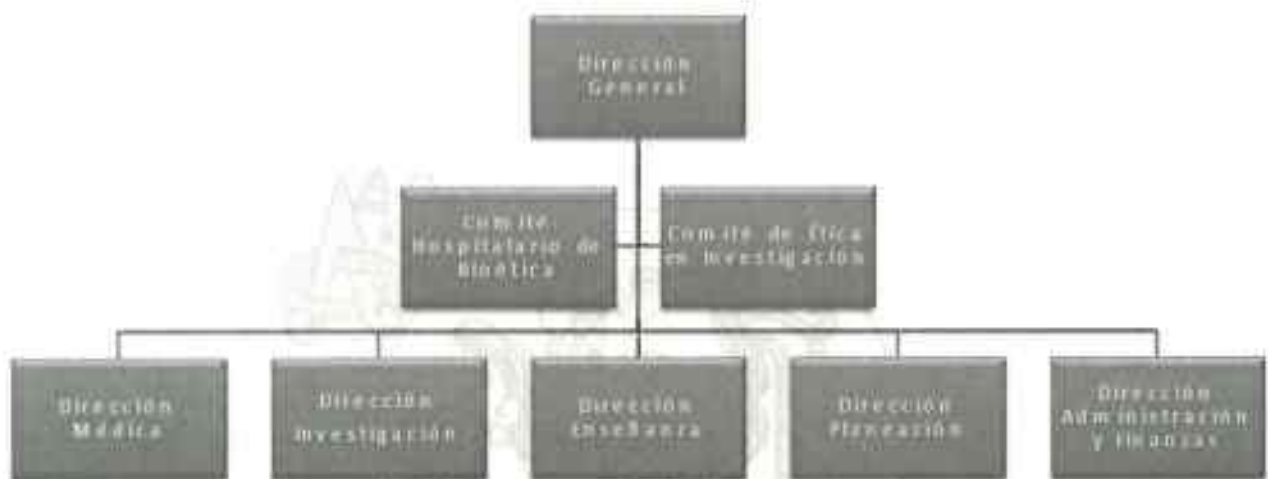 Dirección
General
Comité
Hospitalario de
Bioética
Comité de Ética
en Investigación
Dirección
Médica
Dirección
Investigación
Dirección
Enseñanza
Dirección
Planeación
Dirección
Administración
y Finanzas